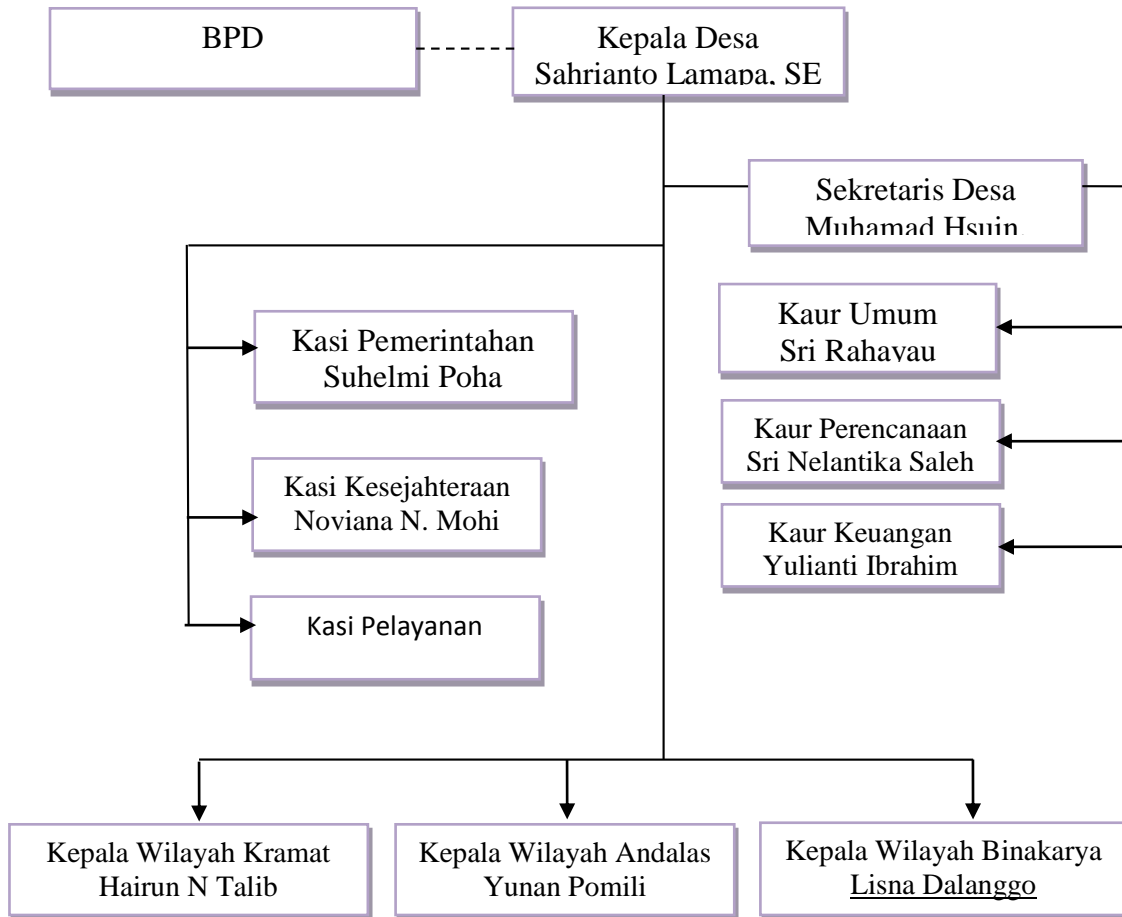 BPD
Kepala Desa
Sahrianto Lamapa, SE
Sekretaris Desa
Muhamad Hsuin
Kasi Pemerintahan
Suhelmi Poha
Kaur Umum
Sri Rahayau
Kaur Perencanaan
Sri Nelantika Saleh
Kasi Kesejahteraan
Noviana N. Mohi
Kaur Keuangan
Yulianti Ibrahim
Kasi Pelayanan
Kepala Wilayah Kramat
Hairun N Talib
Kepala Wilayah Andalas
Yunan Pomili
Kepala Wilayah Binakarya
Lisna Dalanggo